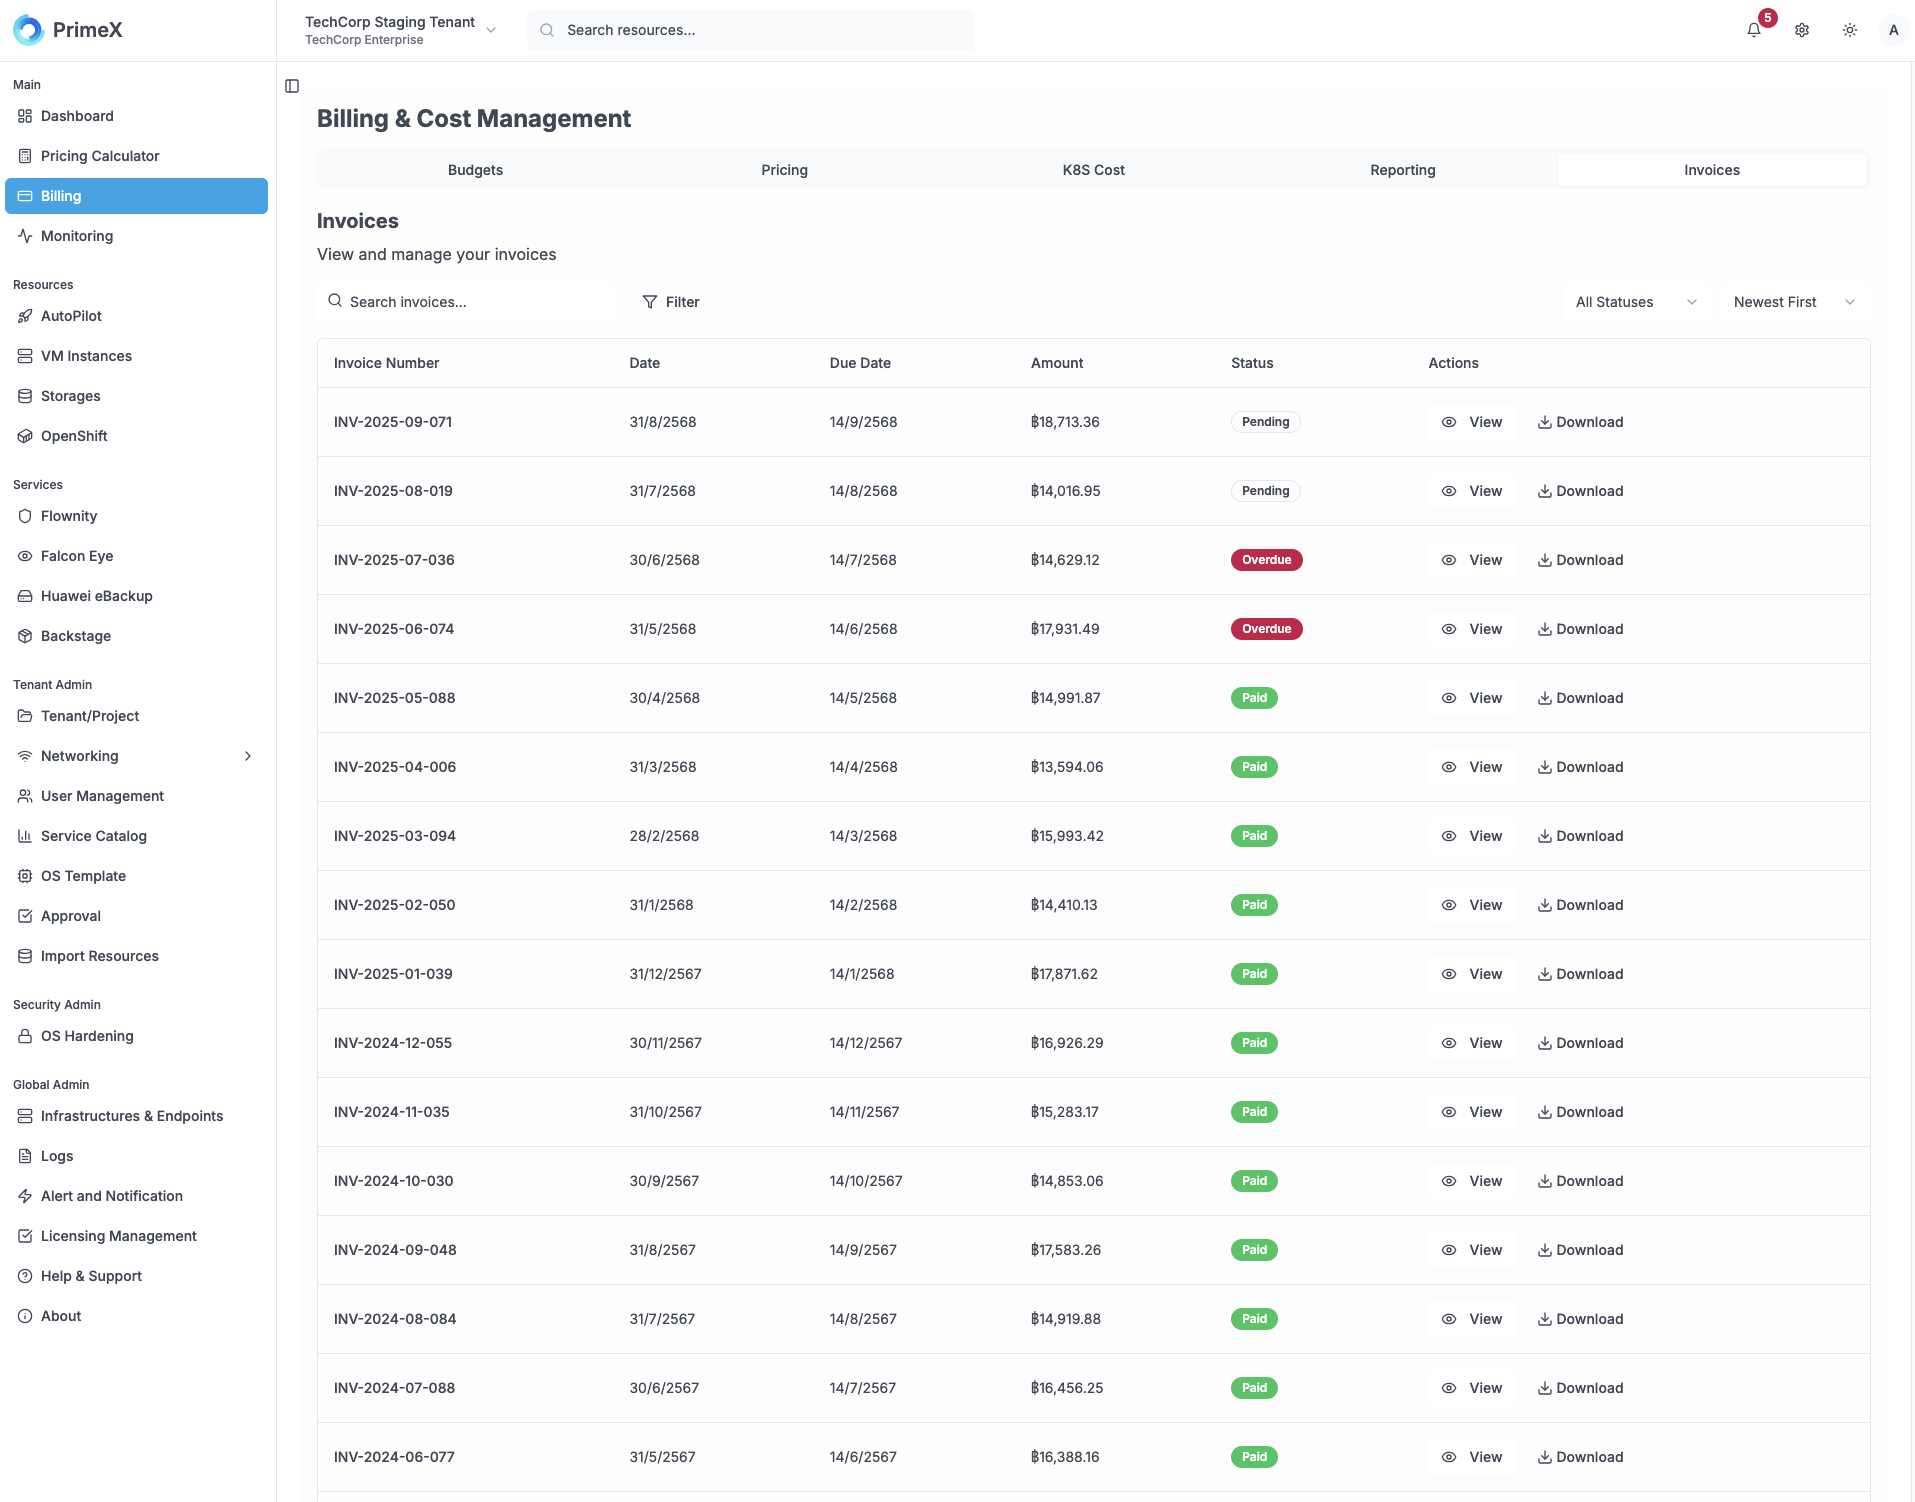 PrimeX
TechCorp Staging Tenant
TechCorp Enterprise
Search resources...
5
A
Main
Dashboard
Pricing Calculator
Billing
Monitoring
Resources
AutoPilot
VM Instances
Storages
OpenShift
Services
Flownity
Falcon Eye
Huawei eBackup
Backstage
Tenant Admin
Tenant/Project
Networking
User Management
Service Catalog
OS Template
Approval
Import Resources
Security Admin
OS Hardening
Global Admin
Infrastructures & Endpoints
Logs
Alert and Notification
Licensing Management
Help & Support
About
Billing & Cost Management
Budgets Pricing K8S Cost Reporting Invoices
Invoices
View and manage your invoices
Search invoices... Filter All Statuses Newest First
Invoice Number Date Due Date Amount Status Actions
INV-2025-09-071 31/8/2568 14/9/2568 ฿18,713.36 Pending View Download
INV-2025-08-019 31/7/2568 14/8/2568 ฿14,016.95 Pending View Download
INV-2025-07-036 30/6/2568 14/7/2568 ฿14,629.12 Overdue View Download
INV-2025-06-074 31/5/2568 14/6/2568 ฿17,931.49 Overdue View Download
INV-2025-05-088 30/4/2568 14/5/2568 ฿14,991.87 Paid View Download
INV-2025-04-006 31/3/2568 14/4/2568 ฿13,594.06 Paid View Download
INV-2025-03-094 28/2/2568 14/3/2568 ฿15,993.42 Paid View Download
INV-2025-02-050 31/1/2568 14/2/2568 ฿14,410.13 Paid View Download
INV-2025-01-039 31/12/2567 14/1/2568 ฿17,871.62 Paid View Download
INV-2024-12-055 30/11/2567 14/12/2567 ฿16,926.29 Paid View Download
INV-2024-11-035 31/10/2567 14/11/2567 ฿15,283.17 Paid View Download
INV-2024-10-030 30/9/2567 14/10/2567 ฿14,853.06 Paid View Download
INV-2024-09-048 31/8/2567 14/9/2567 ฿17,583.26 Paid View Download
INV-2024-08-084 31/7/2567 14/8/2567 ฿14,919.88 Paid View Download
INV-2024-07-088 30/6/2567 14/7/2567 ฿16,456.25 Paid View Download
INV-2024-06-077 31/5/2567 14/6/2567 ฿16,388.16 Paid View Download